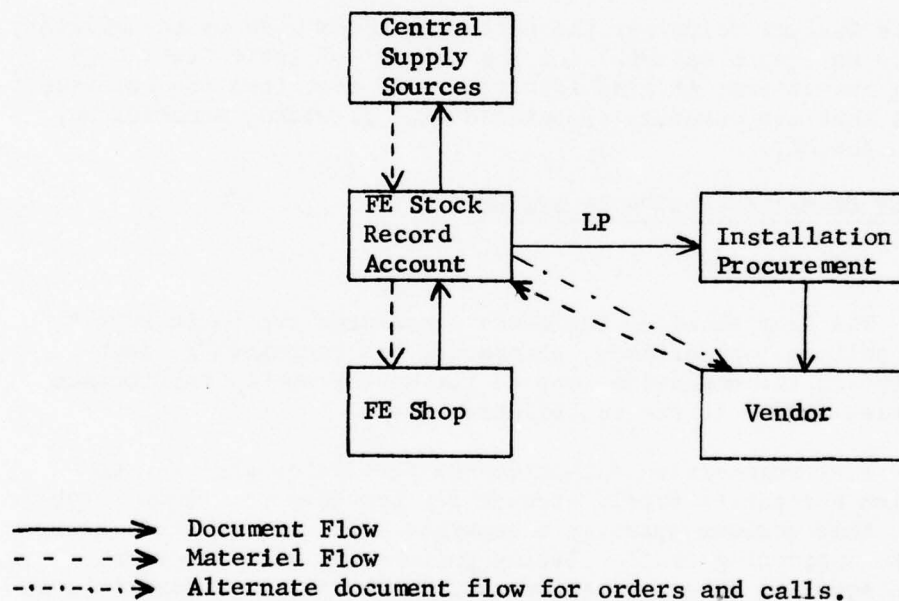 Central
Supply
Sources
FE Stock
Record
Account
LP
Installation
Procurement
FE Shop
Vendor
Document Flow
Materiel Flow
Alternate document flow for orders and calls.